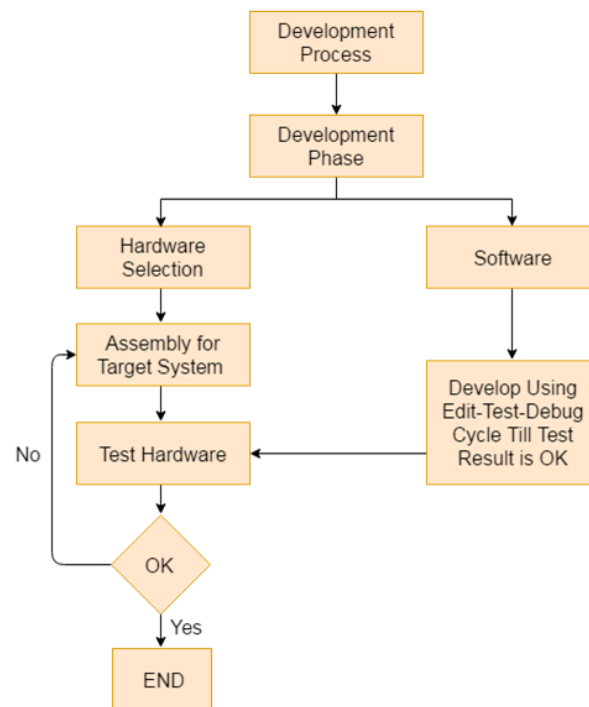 Development
Process
Development
Phase
Hardware
Selection
Software
Assembly for
Target System
Develop Using
Edit-Test-Debug
Cycle Till Test
Result is OK
Test Hardware
No
OK
Yes
END